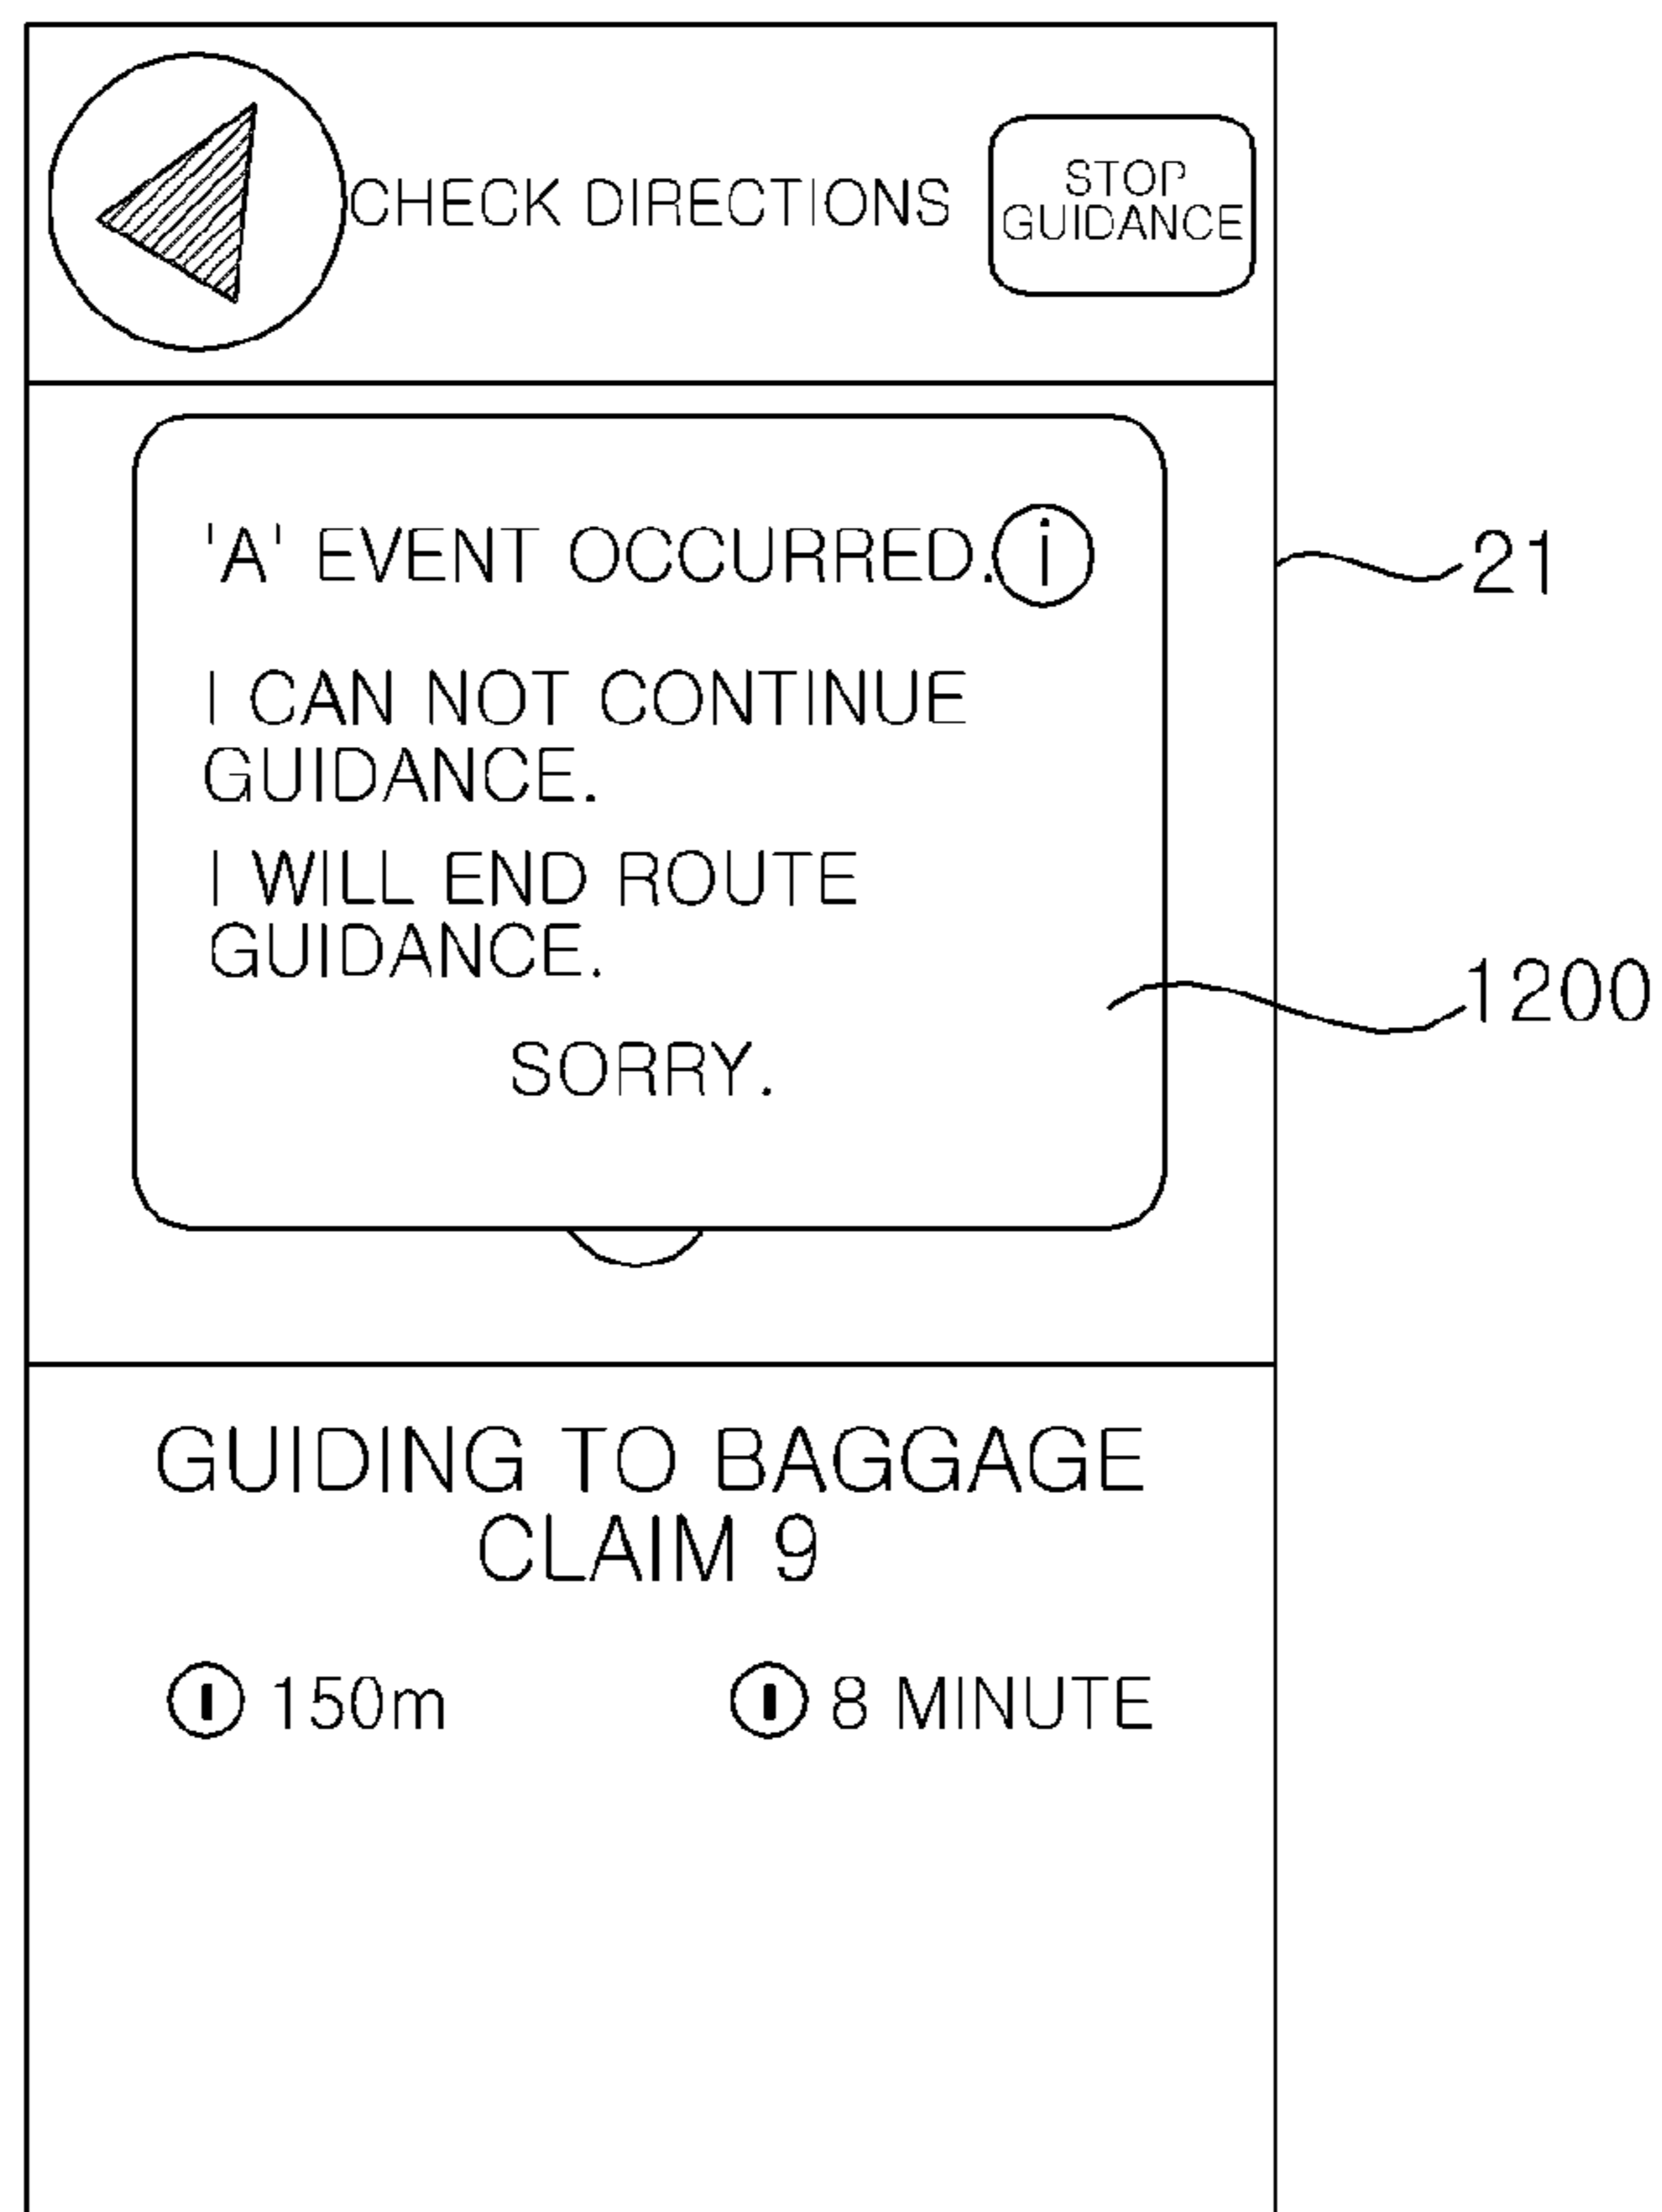 CHECK DIRECTIONS
STOP
GUIDANCE
'A' EVENT OCCURRED. i
21
I CAN NOT CONTINUE
GUIDANCE.
I WILL END ROUTE
GUIDANCE.
1200
SORRY.
GUIDING TO BAGGAGE
CLAIM 9
150m
8 MINUTE